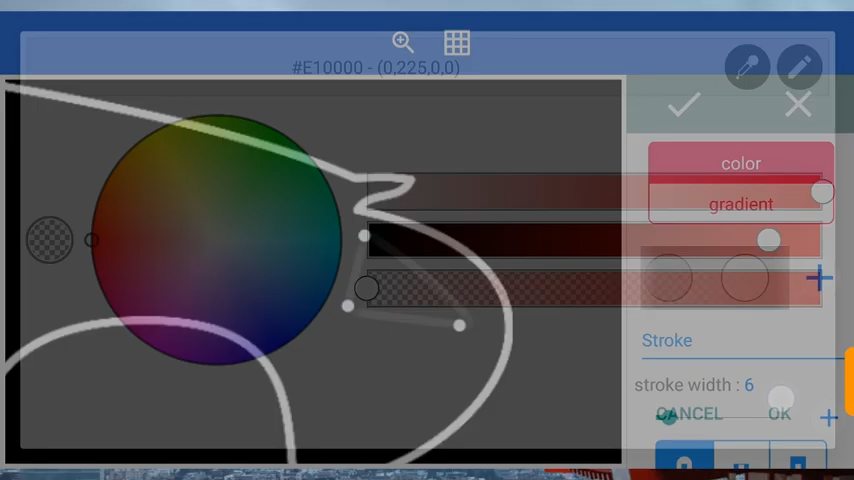 #E10000 - (0,225,0,0)
color
gradient
Stroke
stroke width : 6
CANCEL OK